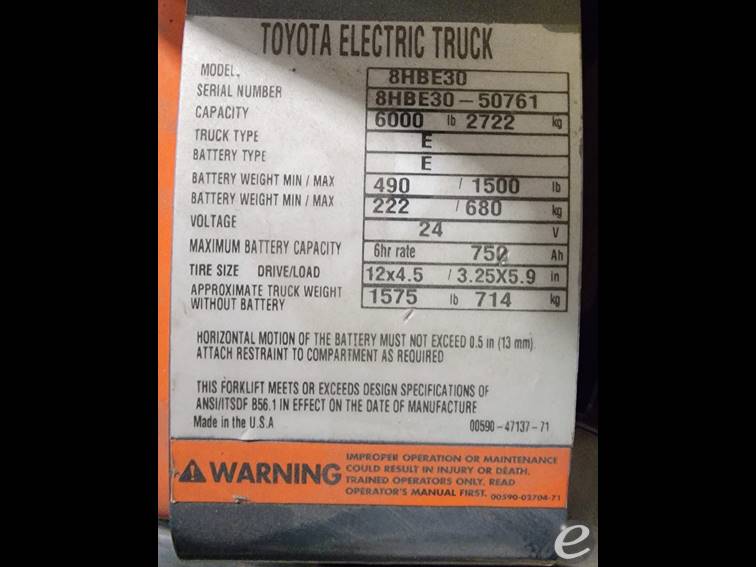 TOYOTA ELECTRIC TRUCK
MODEL 8HBE30
SERIAL NUMBER 8HBE30-50761
CAPACITY 6000 lb 2722 kg
TRUCK TYPE E
BATTERY TYPE E
BATTERY WEIGHT MIN / MAX 490 / 1500 lb
BATTERY WEIGHT MIN / MAX 222 / 680 kg
VOLTAGE 24 V
MAXIMUM BATTERY CAPACITY 6hr rate 750 Ah
TIRE SIZE DRIVE/LOAD 12x4.5 / 3.25X5.9 in
APPROXIMATE TRUCK WEIGHT
WITHOUT BATTERY 1575 lb 714 kg
HORIZONTAL MOTION OF THE BATTERY MUST NOT EXCEED 0.5 in (13 mm)
ATTACH RESTRAINT TO COMPARTMENT AS REQUIRED
THIS FORKLIFT MEETS OR EXCEEDS DESIGN SPECIFICATIONS OF
ANSI/ITSDF B56.1 IN EFFECT ON THE DATE OF MANUFACTURE
Made in the U.S.A 00590-47137-71
WARNING
IMPROPER OPERATION OR MAINTENANCE
COULD RESULT IN INJURY OR DEATH.
TRAINED OPERATORS ONLY. READ
OPERATOR'S MANUAL FIRST. 00590-03704-71
e